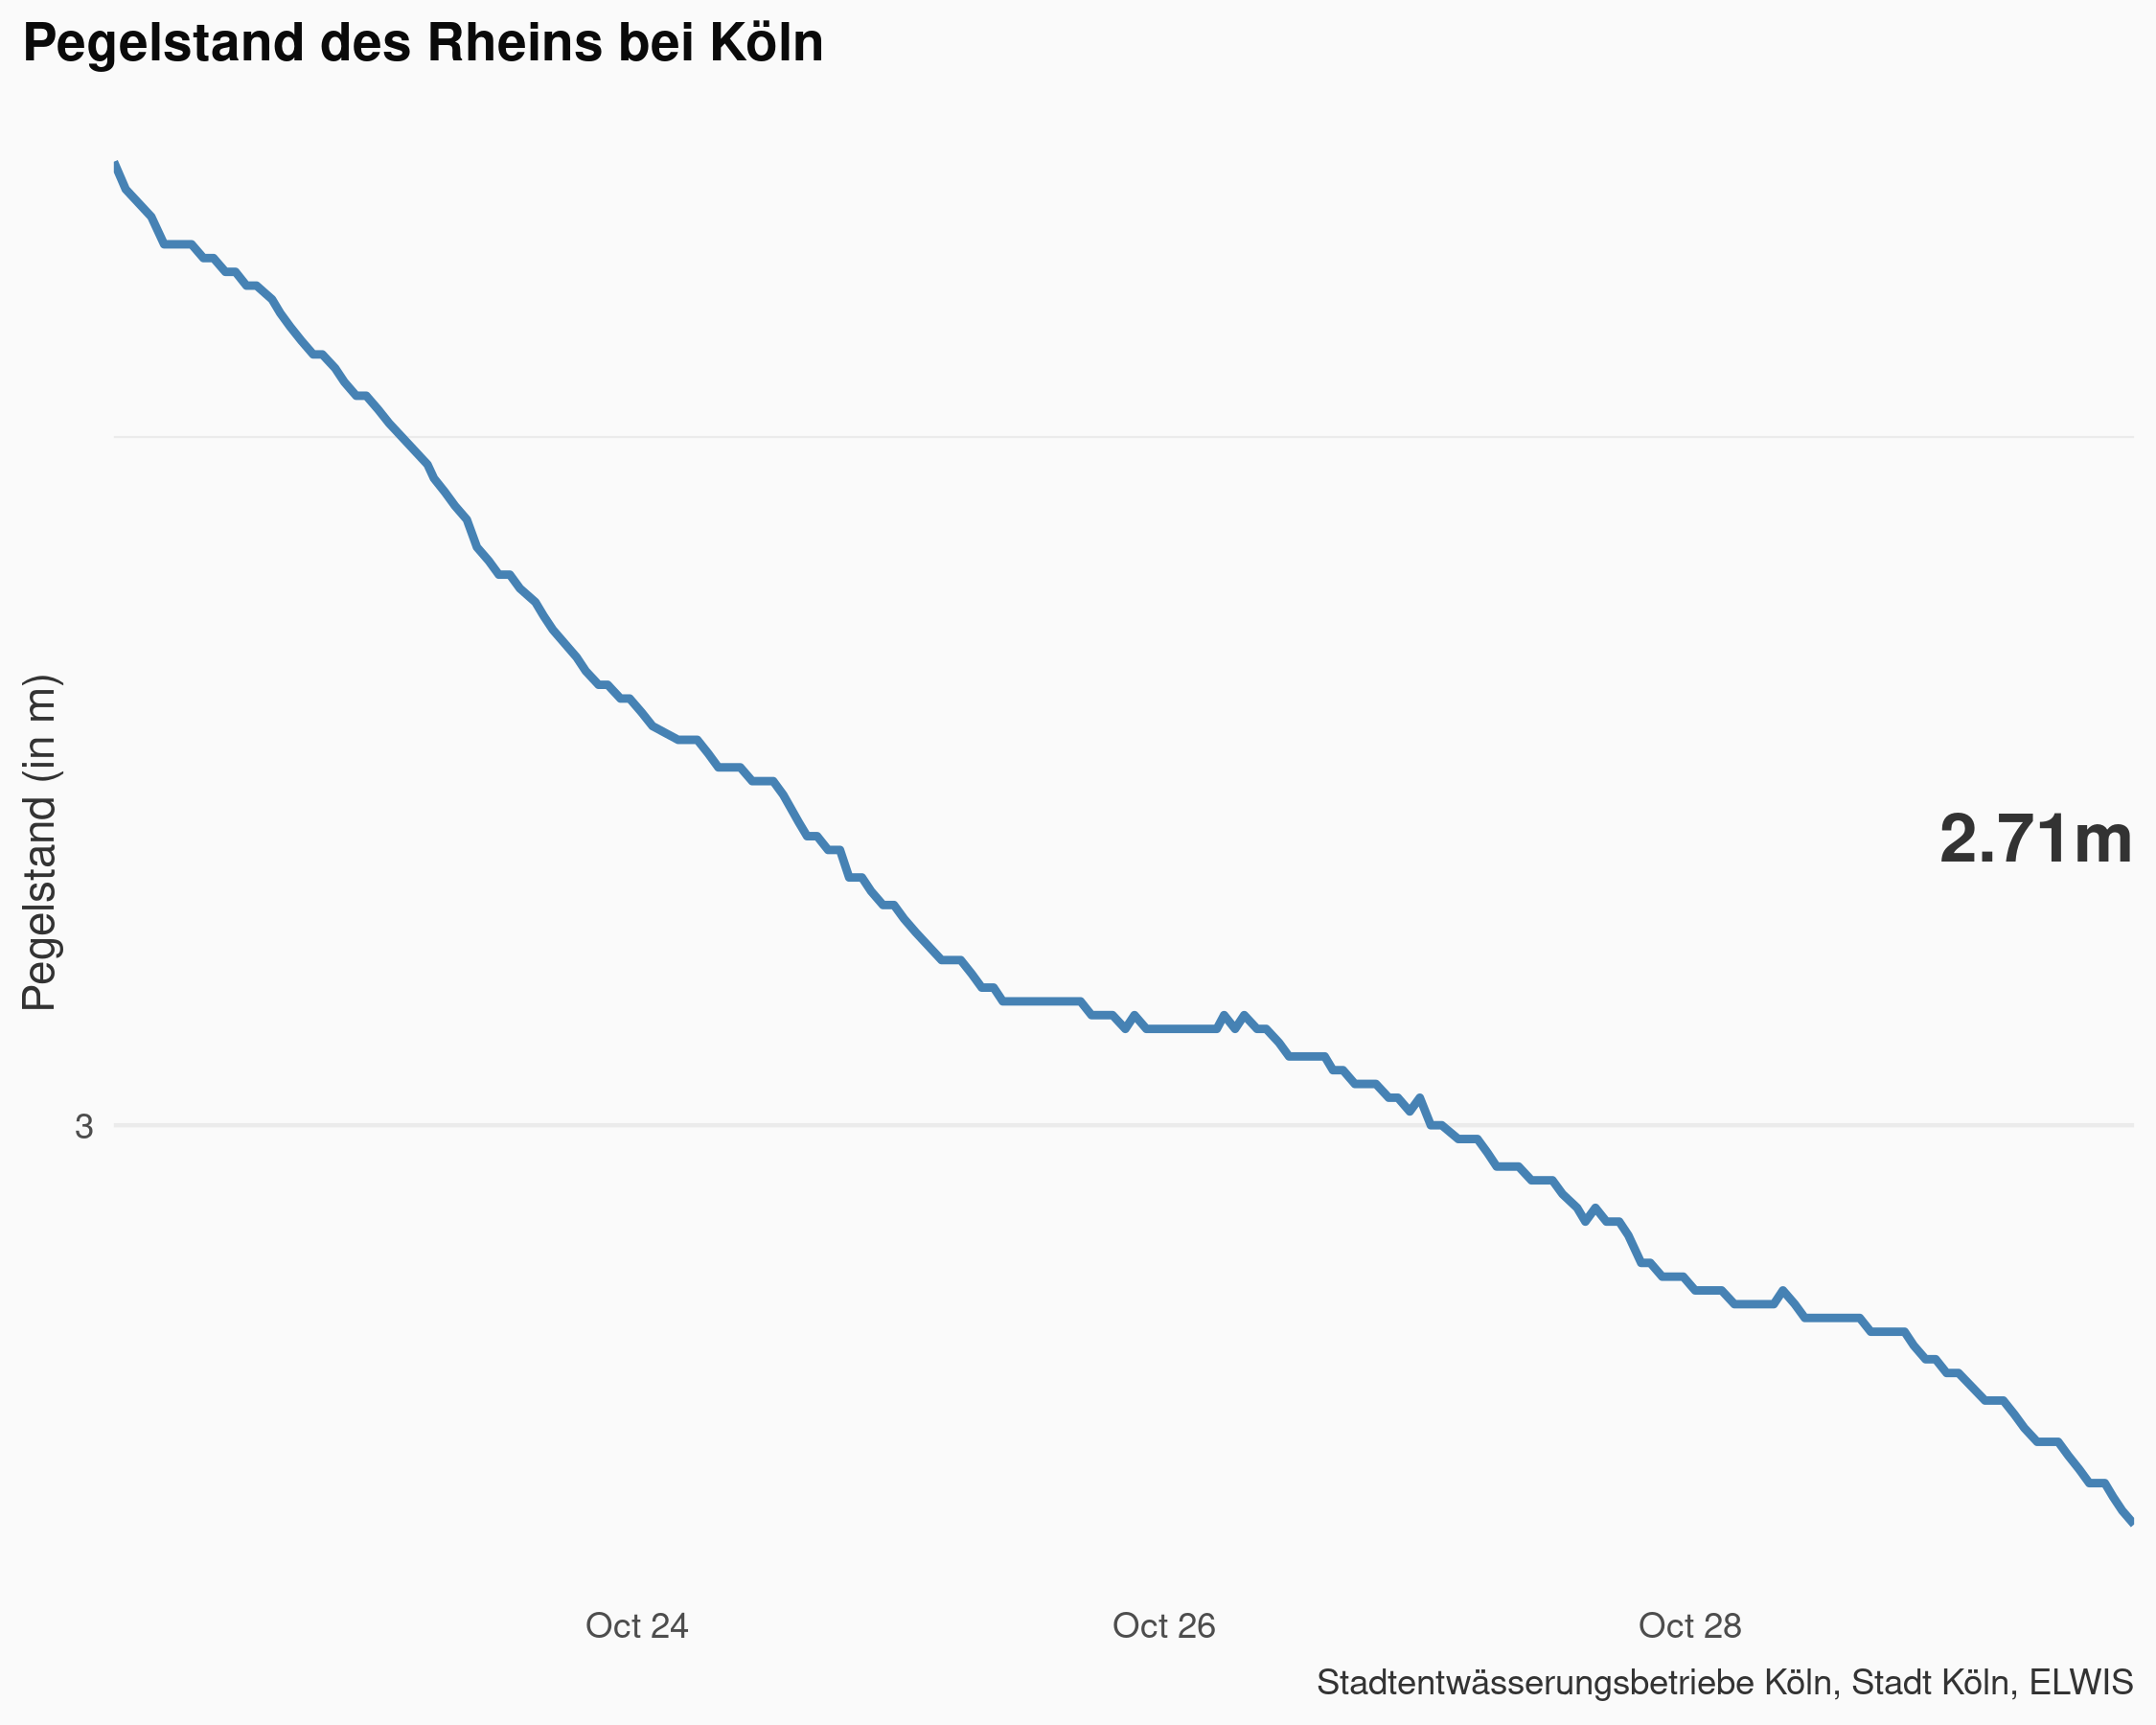 Pegelstand des Rheins bei Köln
Pegelstand (in m)
2.71m
3
Oct 24
Oct 26
Oct 28
Stadtentwässerungsbetriebe Köln, Stadt Köln, ELWIS